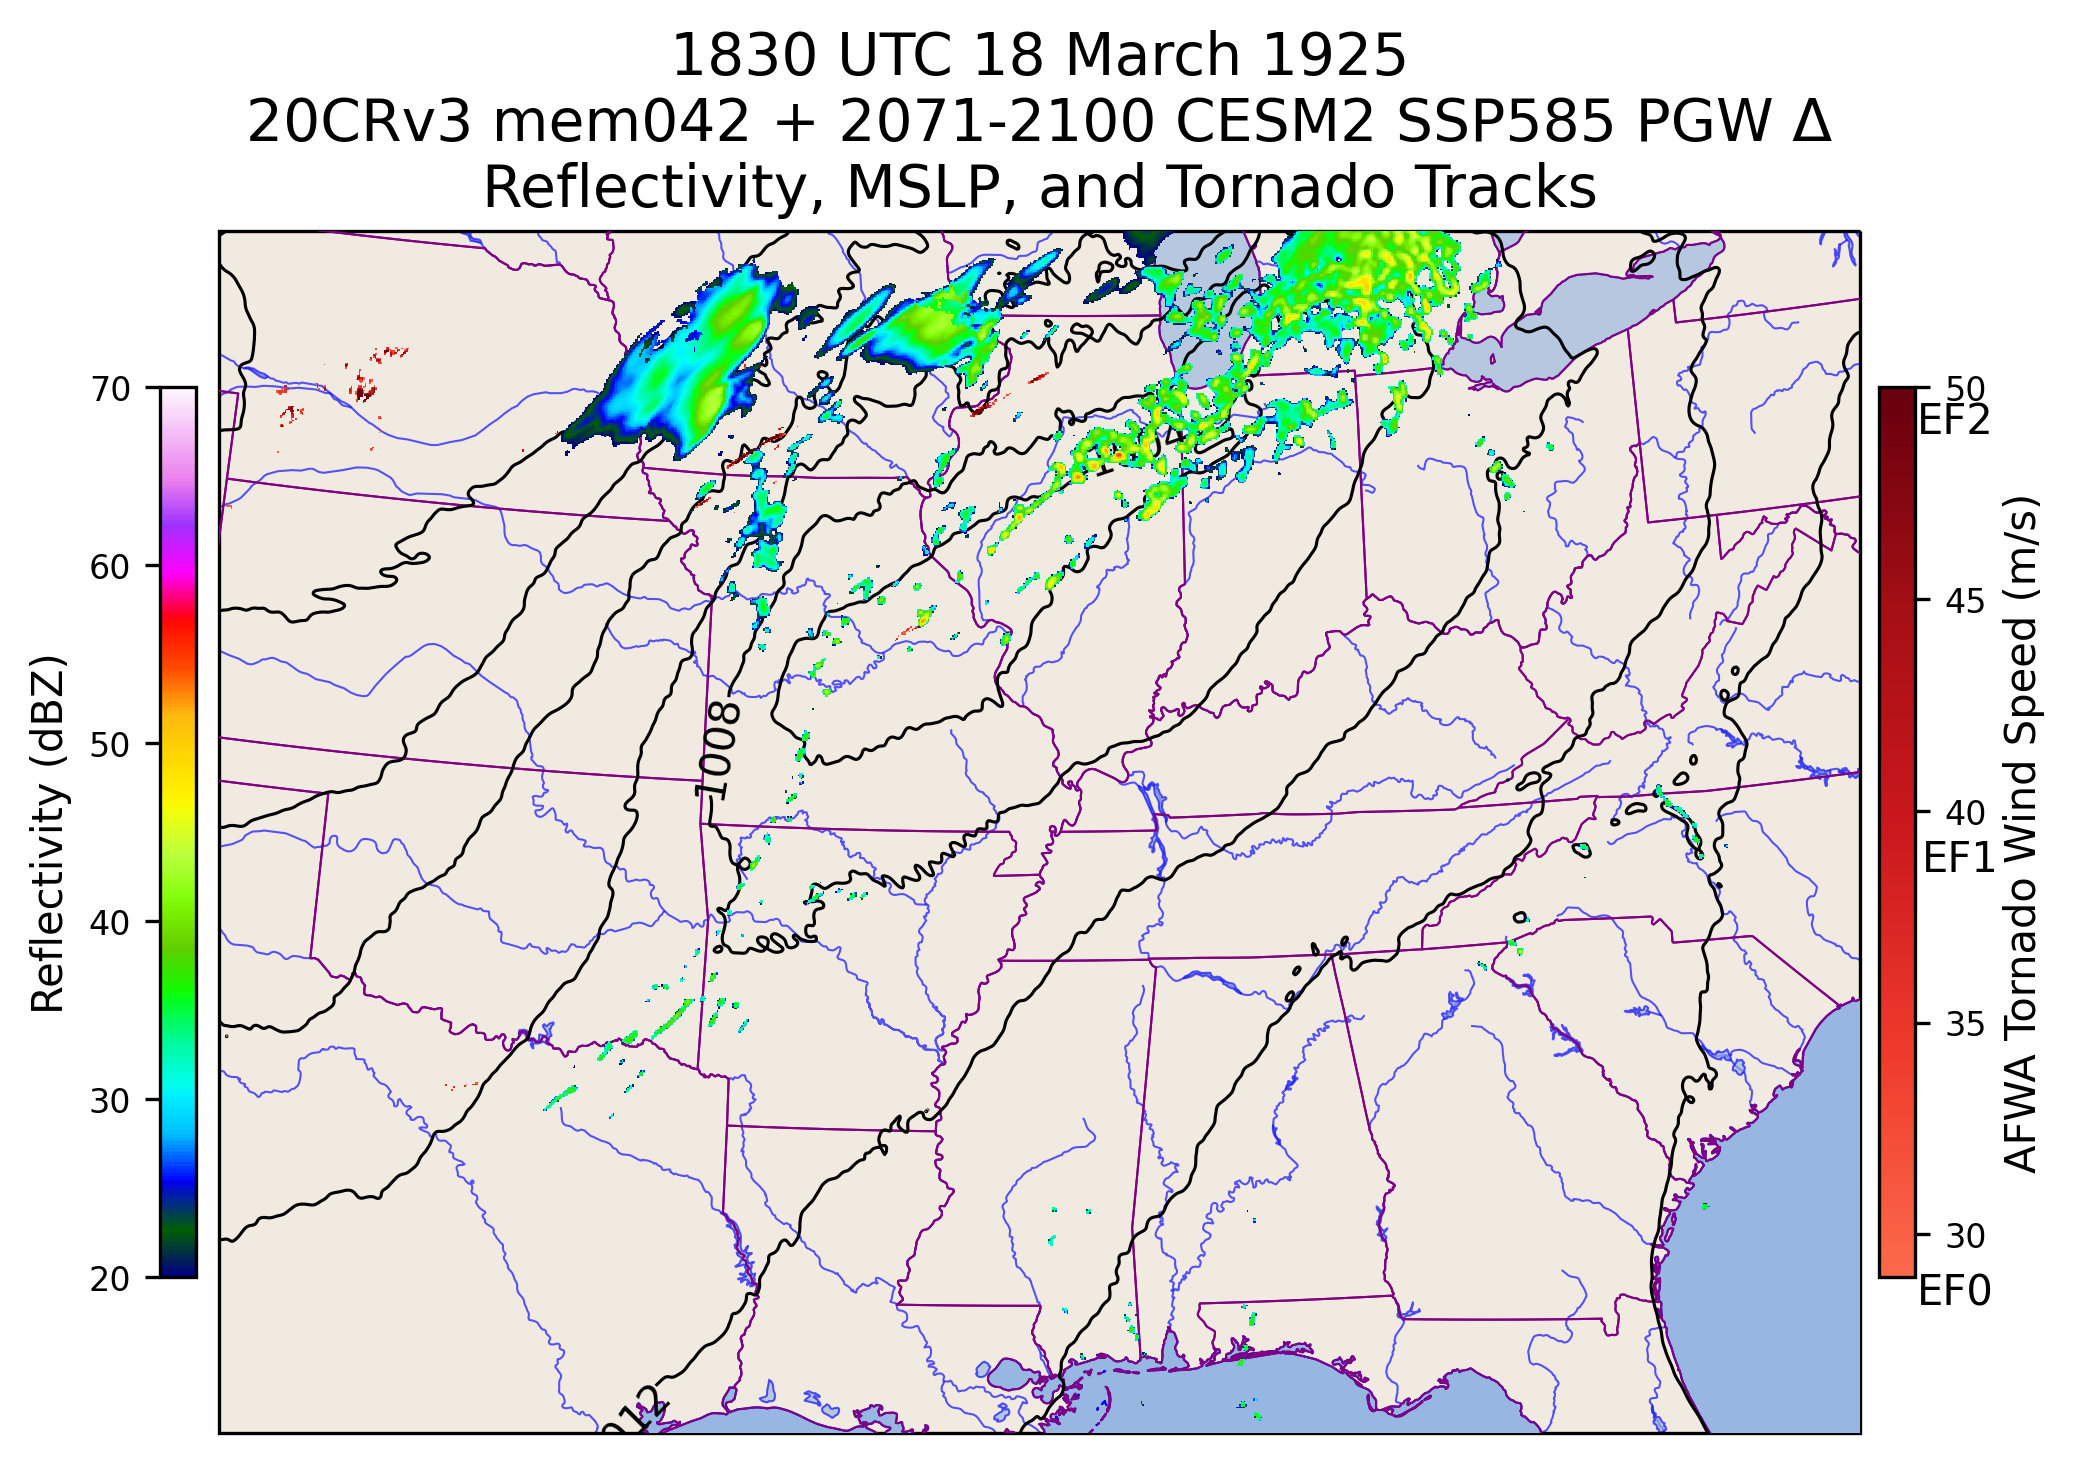 1830 UTC 18 March 1925
20CRv3 mem042 + 2071-2100 CESM2 SSP585 PGW Δ
Reflectivity, MSLP, and Tornado Tracks
70
60
50
40
30
20
Reflectivity (dBZ)
1008
50
EF2
45
40
EF1
35
30
EF0
AFWA Tornado Wind Speed (m/s)